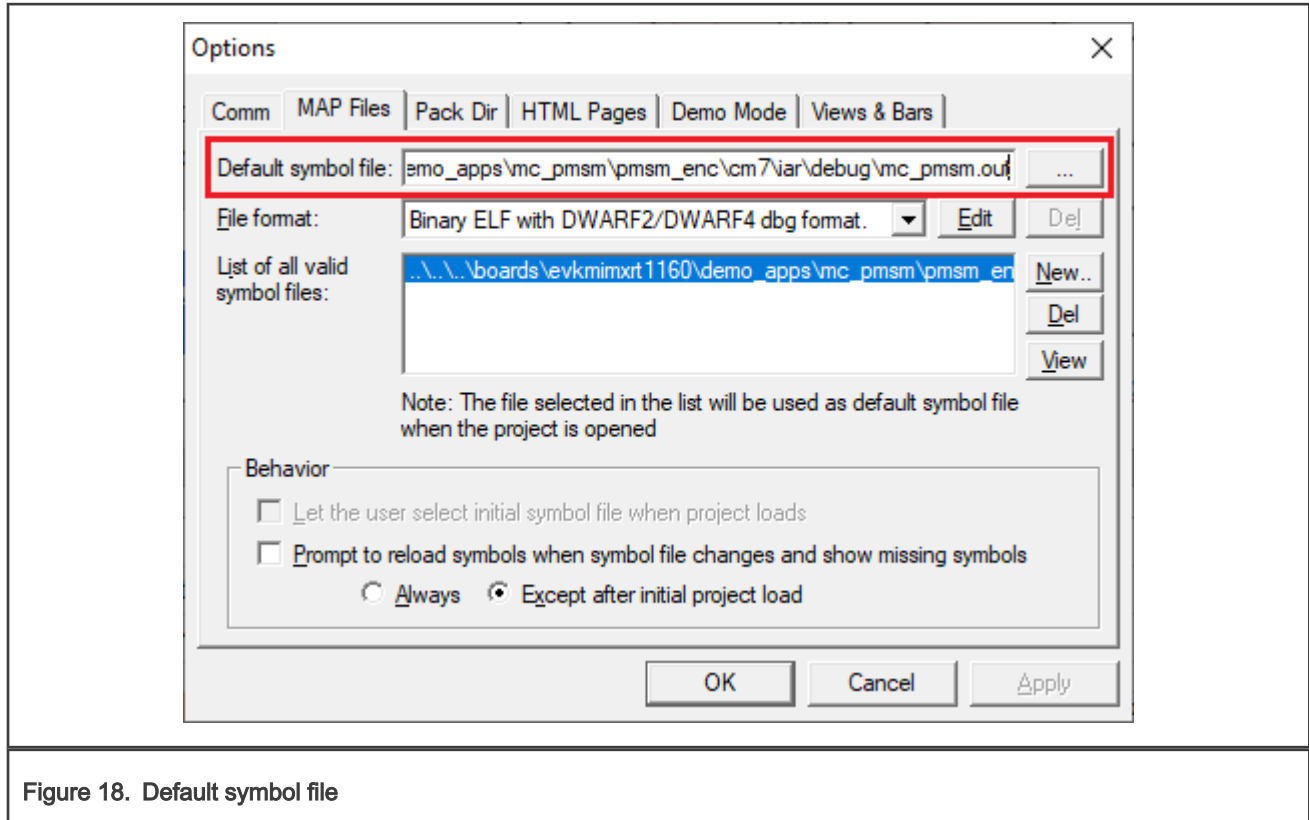 Options
Comm MAP Files Pack Dir HTML Pages Demo Mode Views & Bars
Default symbol file: emo_apps\mc_pmsm\pmsm_enc\cm7\iar\debug\mc_pmsm.out ...
File format: Binary ELF with DWARF2/DWARF4 dbg format. Edit Del
List of all valid
symbol files:
..\..\..\boards\evkmimxrt1160\demo_apps\mc_pmsm\pmsm_en
New..
Del
View
Note: The file selected in the list will be used as default symbol file
when the project is opened
Behavior
Let the user select initial symbol file when project loads
Prompt to reload symbols when symbol file changes and show missing symbols
Always Except after initial project load
OK Cancel Apply
Figure 18. Default symbol file